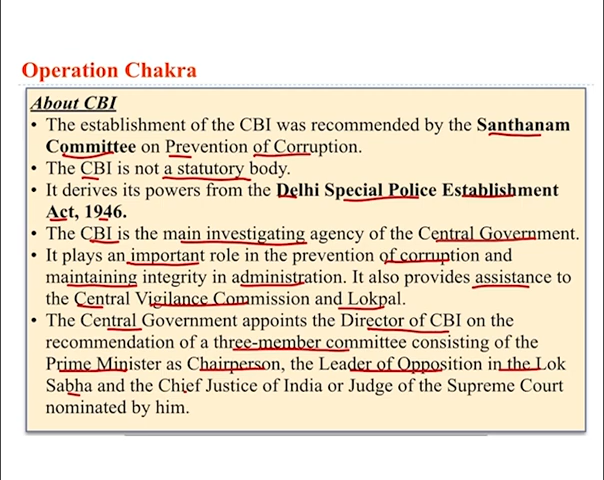 Operation Chakra
About CBI
• The establishment of the CBI was recommended by the Santhanam
Committee on Prevention of Corruption.
• The CBI is not a statutory body.
• It derives its powers from the Delhi Special Police Establishment
Act, 1946.
• The CBI is the main investigating agency of the Central Government.
• It plays an important role in the prevention of corruption and
maintaining integrity in administration. It also provides assistance to
the Central Vigilance Commission and Lokpal.
• The Central Government appoints the Director of CBI on the
recommendation of a three-member committee consisting of the
Prime Minister as Chairperson, the Leader of Opposition in the Lok
Sabha and the Chief Justice of India or Judge of the Supreme Court
nominated by him.